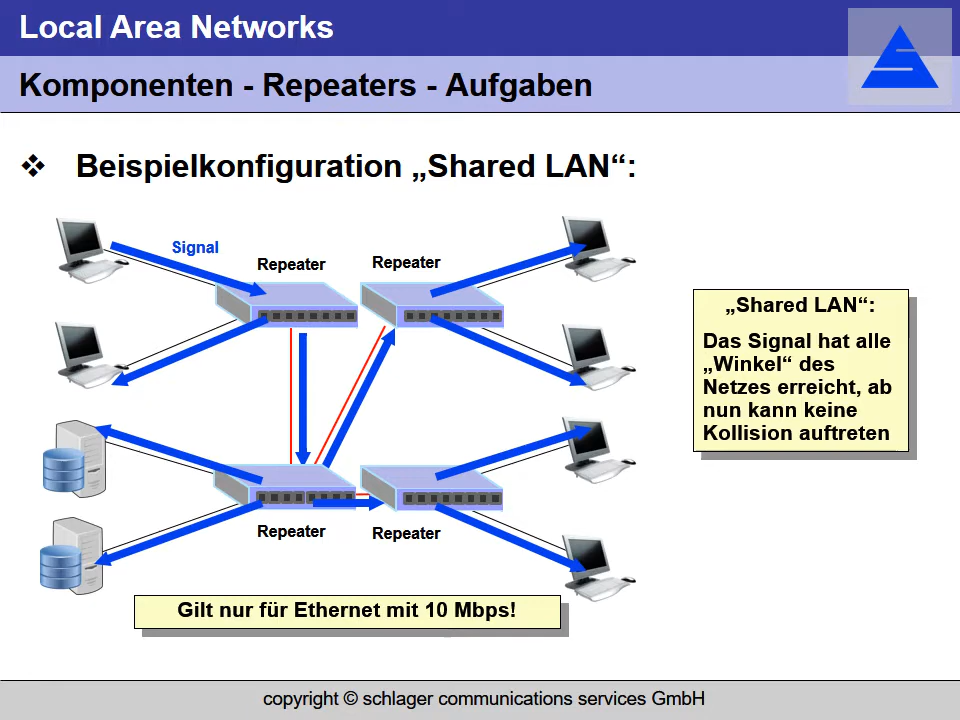 Local Area Networks
Komponenten - Repeaters - Aufgaben
❖ Beispielkonfiguration „Shared LAN“:
Signal
Repeater
Repeater
„Shared LAN“:
Das Signal hat alle
„Winkel“ des
Netzes erreicht, ab
nun kann keine
Kollision auftreten
Repeater
Repeater
Gilt nur für Ethernet mit 10 Mbps!
copyright © schlager communications services GmbH